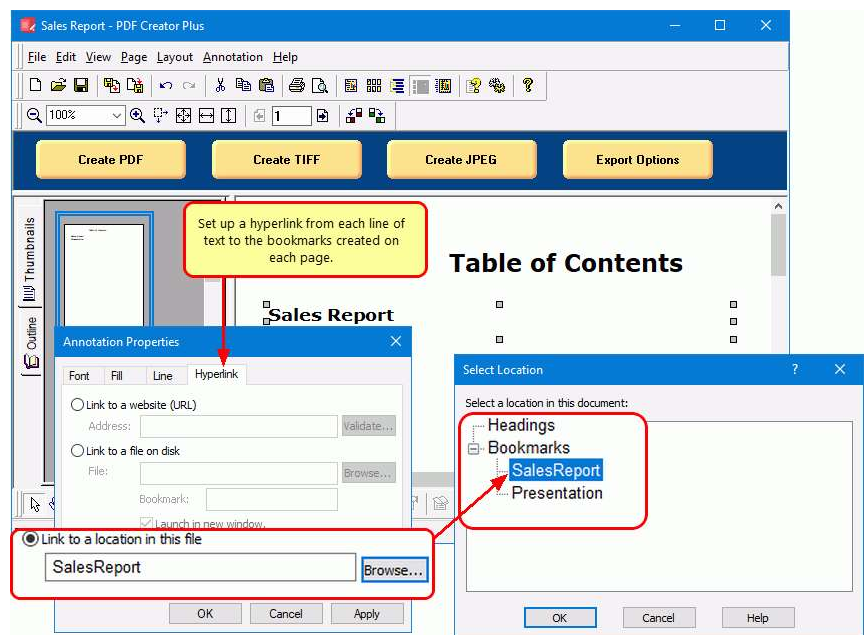 Sales Report - PDF Creator Plus
File Edit View Page Layout Annotation Help
100%
1
Create PDF
Create TIFF
Create JPEG
Export Options
Thumbnails
Outline
Set up a hyperlink from each line of
text to the bookmarks created on
each page.
Table of Contents
Sales Report
Annotation Properties
Font Fill Line Hyperlink
Link to a website (URL)
Address: Validate...
Link to a file on disk
File: Browse...
Bookmark:
Launch in new window.
Link to a location in this file
SalesReport Browse...
OK Cancel Apply
Select Location
?
Select a location in this document:
Headings
Bookmarks
SalesReport
Presentation
OK Cancel Help